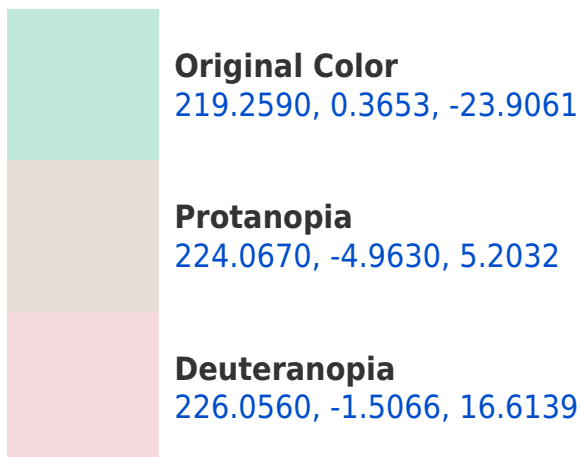 Original Color
219.2590, 0.3653, -23.9061
Protanopia
224.0670, -4.9630, 5.2032
Deuteranopia
226.0560, -1.5066, 16.6139